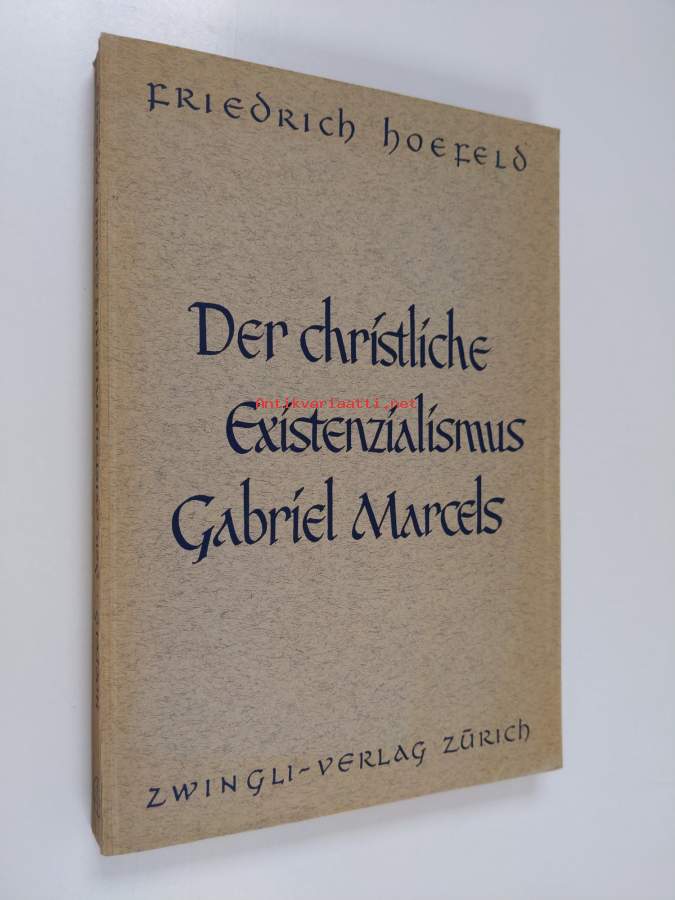 FRIEDRICH HOEFELD
Der christliche
Antikvariaatti.net
Existenzialismus
Gabriel Marcels
ZWINGLI-VERLAG ZÜRICH